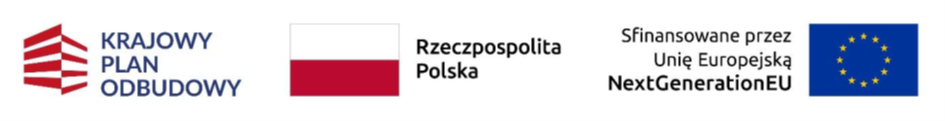 KRAJOWY
PLAN
ODBUDOWY
Rzeczpospolita
Polska
Sfinansowane przez
Unię Europejską
NextGenerationEU